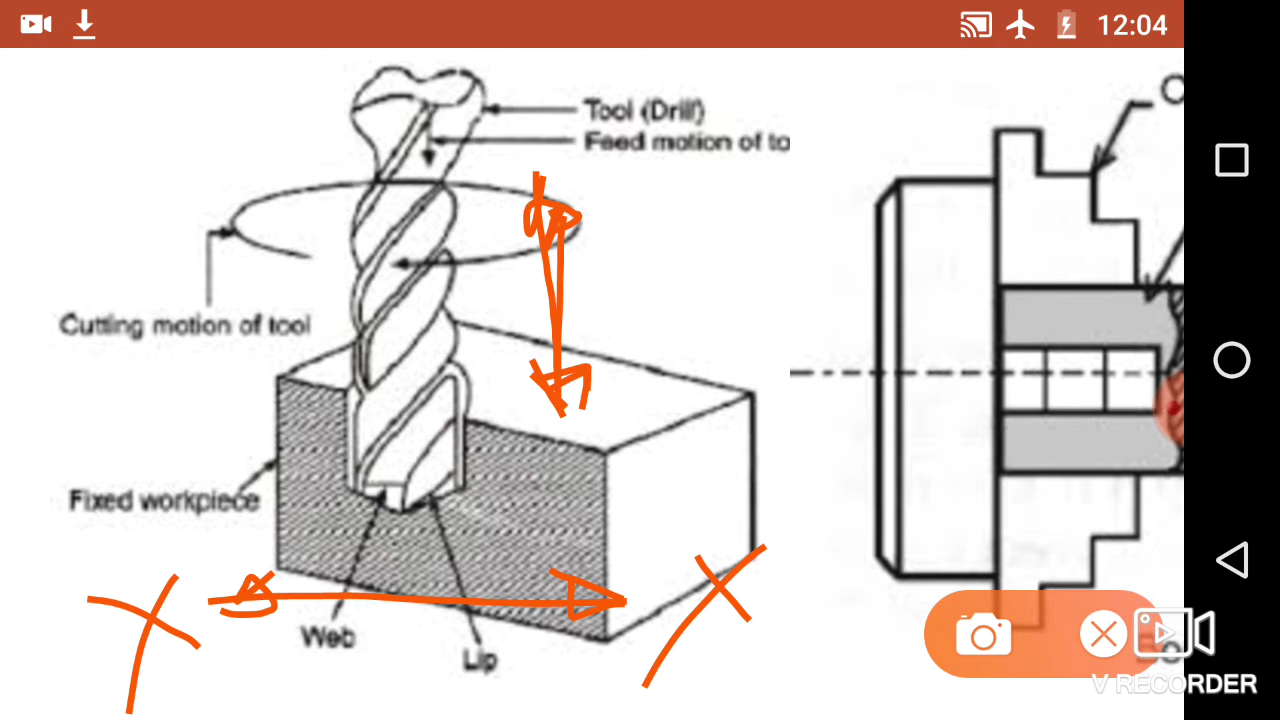 12:04
Tool (Drill)
Feed motion of to
Cutting motion of tool
Fixed workpiece
Web
Lip
V RECORDER